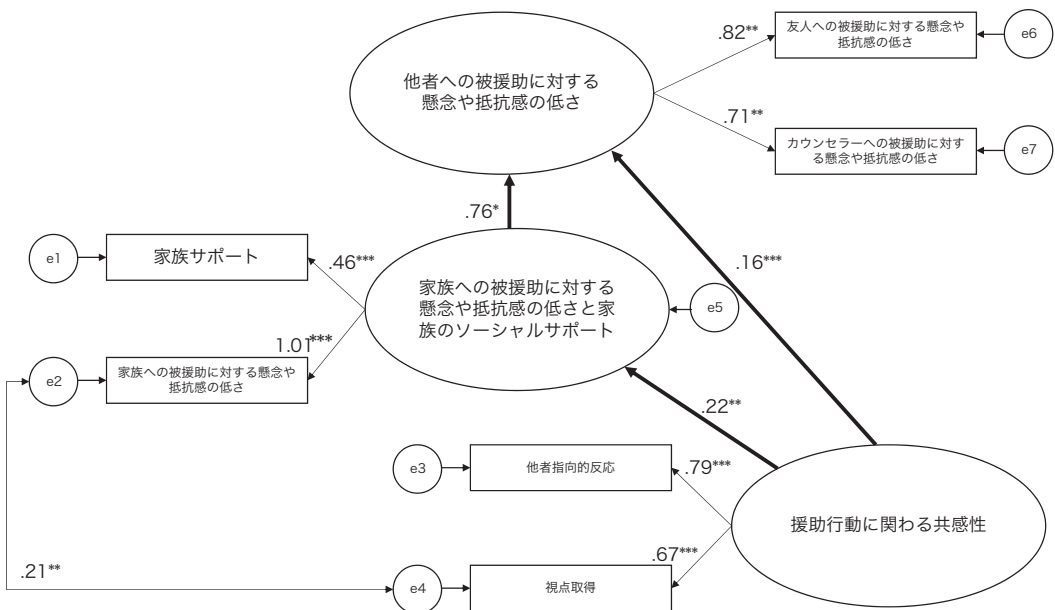 友人への被援助に対する懸念や
抵抗感の低さ
e6
.82**
他者への被援助に対する
懸念や抵抗感の低さ
.71**
カウンセラーへの被援助に対す
る懸念や抵抗感の低さ
e7
.76*
e1
家族サポート
.46***
.16***
家族への被援助に対する
懸念や抵抗感の低さと家
族のソーシャルサポート
e5
1.01***
e2
家族への被援助に対する懸念や
抵抗感の低さ
.22**
e3
他者指向的反応
.79***
援助行動に関わる共感性
.67***
.21**
e4
視点取得